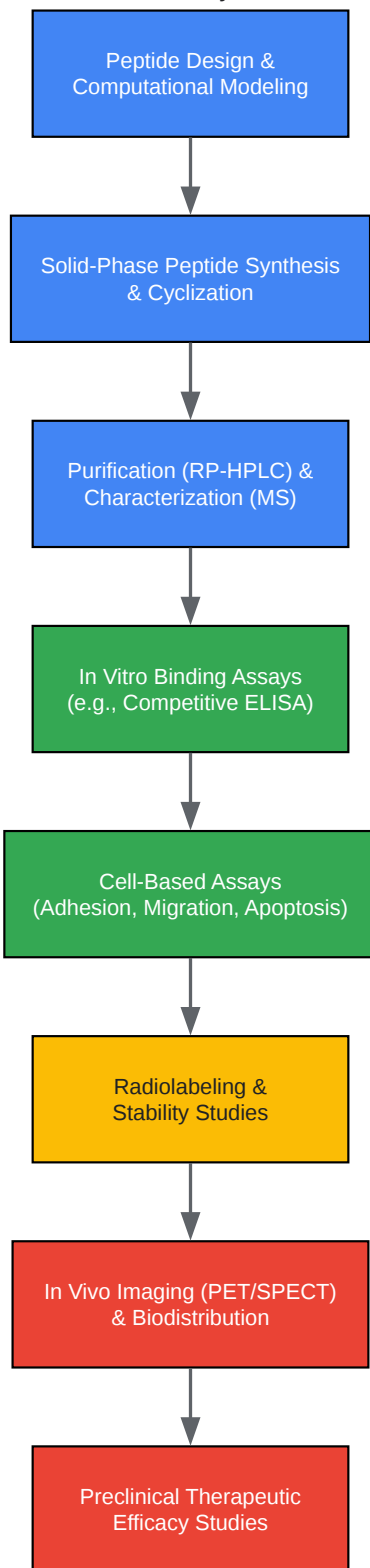 Peptide Design &
Computational Modeling
Solid-Phase Peptide Synthesis
& Cyclization
Purification (RP-HPLC) &
Characterization (MS)
In Vitro Binding Assays
(e.g., Competitive ELISA)
Cell-Based Assays
(Adhesion, Migration, Apoptosis)
Radiolabeling &
Stability Studies
In Vivo Imaging (PET/SPECT)
& Biodistribution
Preclinical Therapeutic
Efficacy Studies